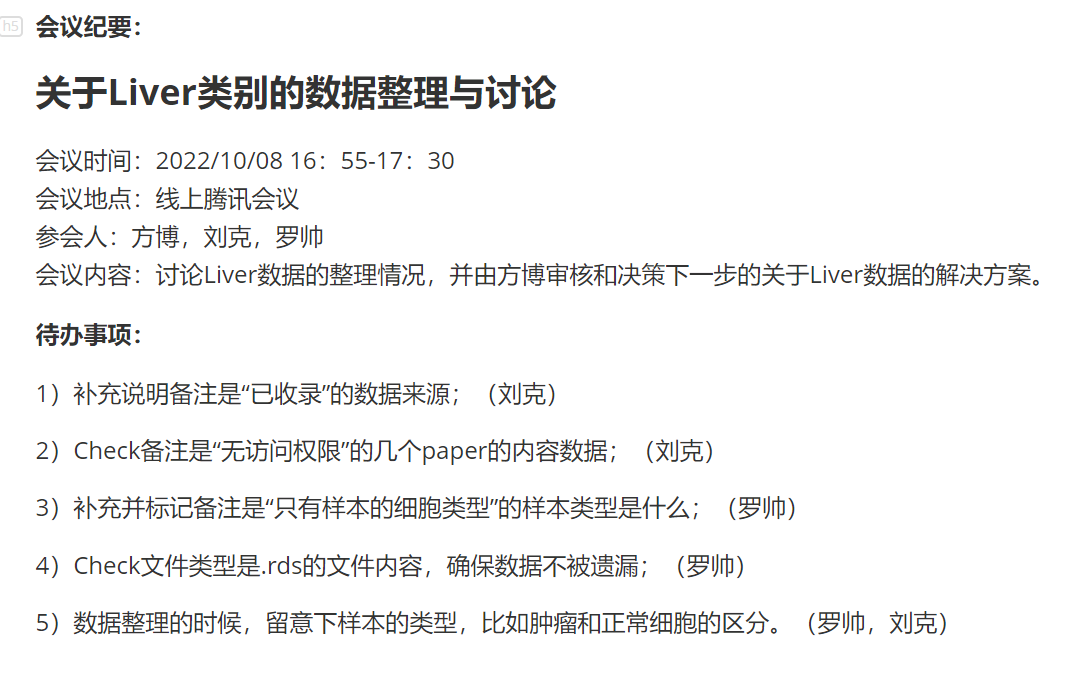 h5
会议纪要：
关于Liver类别的数据整理与讨论
会议时间：2022/10/08 16：55-17：30
会议地点：线上腾讯会议
参会人：方博，刘克，罗帅
会议内容：讨论Liver数据的整理情况，并由方博审核和决策下一步的关于Liver数据的解决方案。
待办事项：
1）补充说明备注是“已收录”的数据来源；（刘克）
2）Check备注是“无访问权限”的几个paper的内容数据；（刘克）
3）补充并标记备注是“只有样本的细胞类型”的样本类型是什么；（罗帅）
4）Check文件类型是.rds的文件内容，确保数据不被遗漏；（罗帅）
5）数据整理的时候，留意下样本的类型，比如肿瘤和正常细胞的区分。（罗帅，刘克）